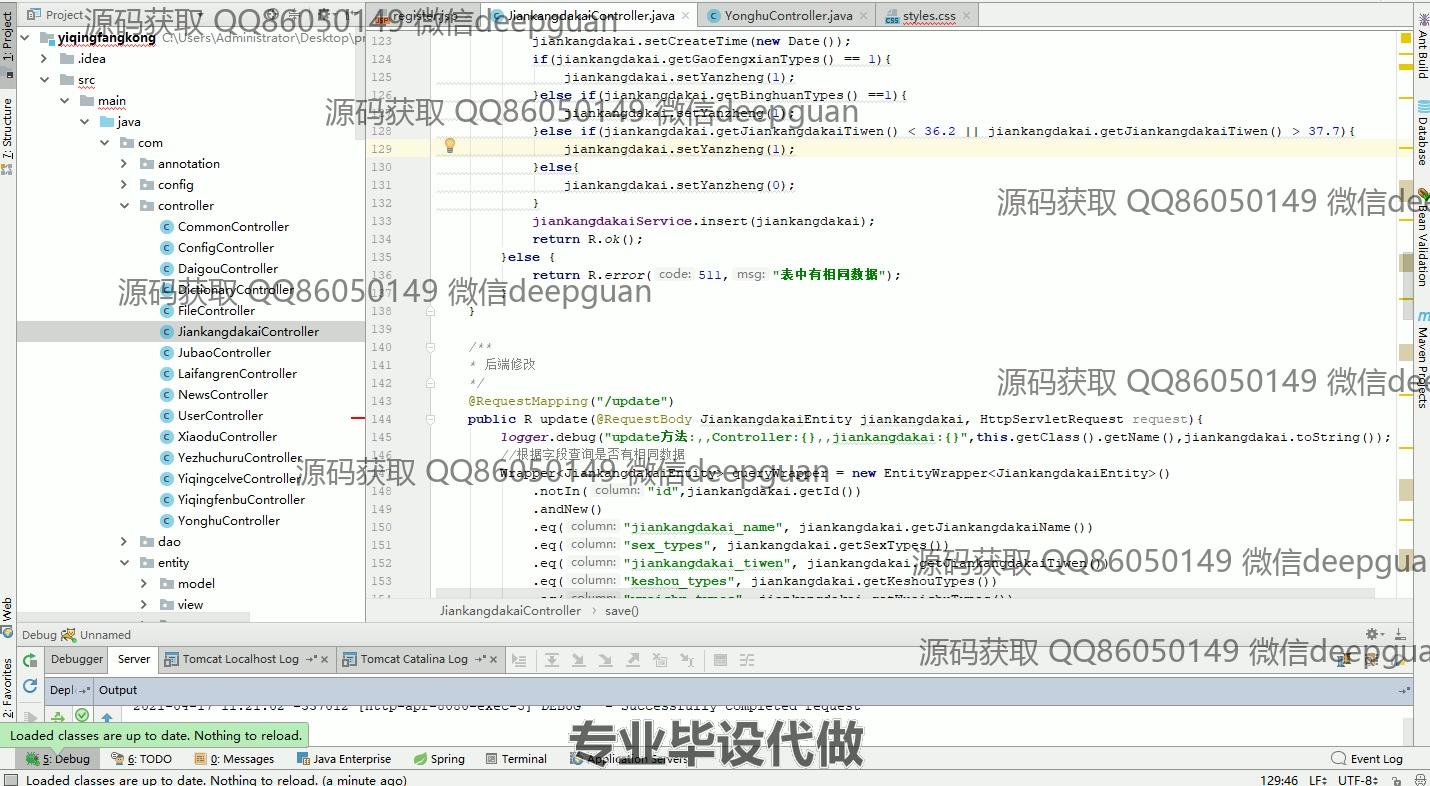 Project
register.jsp
JiankangdakaiController.java
YonghuController.java
styles.css
源码获取 QQ86050149 微信deepguan
yiqingfangkong C:\Users\Administrator\Desktop\pr
.idea
src
main
java
com
annotation
config
controller
CommonController
ConfigController
DaigouController
DictionaryController
FileController
JiankangdakaiController
JubaoController
LaifangrenController
NewsController
UserController
XiaoduController
YezhuchuruController
YiqingcelveController
YiqingfenbuController
YonghuController
dao
entity
model
view
1: Project
7: Structure
Web
2: Favorites
Ant Build
Database
Bean Validation
Maven Projects
123 jiankangdakai.setCreateTime(new Date());
124 if(jiankangdakai.getGaofengxianTypes() == 1){
125 jiankangdakai.setYanzheng(1);
126 }else if(jiankangdakai.getBinghuanTypes() ==1){
源码获取 QQ86050149 微信deepguan
jiankangdakai.setYanzheng(1);
128 }else if(jiankangdakai.getJiankangdakaiTiwen() < 36.2 || jiankangdakai.getJiankangdakaiTiwen() > 37.7){
129 jiankangdakai.setYanzheng(1);
130 }else{
131 jiankangdakai.setYanzheng(0);
源码获取 QQ86050149 微信dee
132 }
133 jiankangdakaiService.insert(jiankangdakai);
134 return R.ok();
135 }else {
136 return R.error( code: 511, msg: "表中有相同数据");
源码获取 QQ86050149 微信deepguan
138 }
139
140 /**
141 * 后端修改
142 */
源码获取 QQ86050149 微信dee
143 @RequestMapping("/update")
144 public R update(@RequestBody JiankangdakaiEntity jiankangdakai, HttpServletRequest request){
145 logger.debug("update方法:,,Controller:{},,jiankangdakai:{}",this.getClass().getName(),jiankangdakai.toString());
146 //根据字段查询是否有相同数据
源码获取 QQ86050149 微信deepguan
Wrapper<JiankangdakaiEntity> queryWrapper = new EntityWrapper<JiankangdakaiEntity>()
148 .notIn( column: "id",jiankangdakai.getId())
149 .andNew()
150 .eq( column: "jiankangdakai_name", jiankangdakai.getJiankangdakaiName())
151 .eq( column: "sex_types", jiankangdakai.getSexTypes())
源码获取 QQ86050149 微信deepgua
152 .eq( column: "jiankangdakai_tiwen", jiankangdakai.getJiankangdakaiTiwen())
153 .eq( column: "keshou_types", jiankangdakai.getKeshouTypes())
JiankangdakaiController › save()
Debug Unnamed
Debugger
Server
Tomcat Localhost Log
Tomcat Catalina Log
源码获取 QQ86050149 微信deepgua
Depl
Output
2021-04-17 11:21:02 -337012 [http-apr-8080-exec-5] DEBUG - Successfully completed request
Loaded classes are up to date. Nothing to reload.
专业毕设代做
5: Debug
6: TODO
0: Messages
Java Enterprise
Spring
Terminal
Application Servers
Event Log
Loaded classes are up to date. Nothing to reload. (a minute ago)
129:46
LF
UTF-8